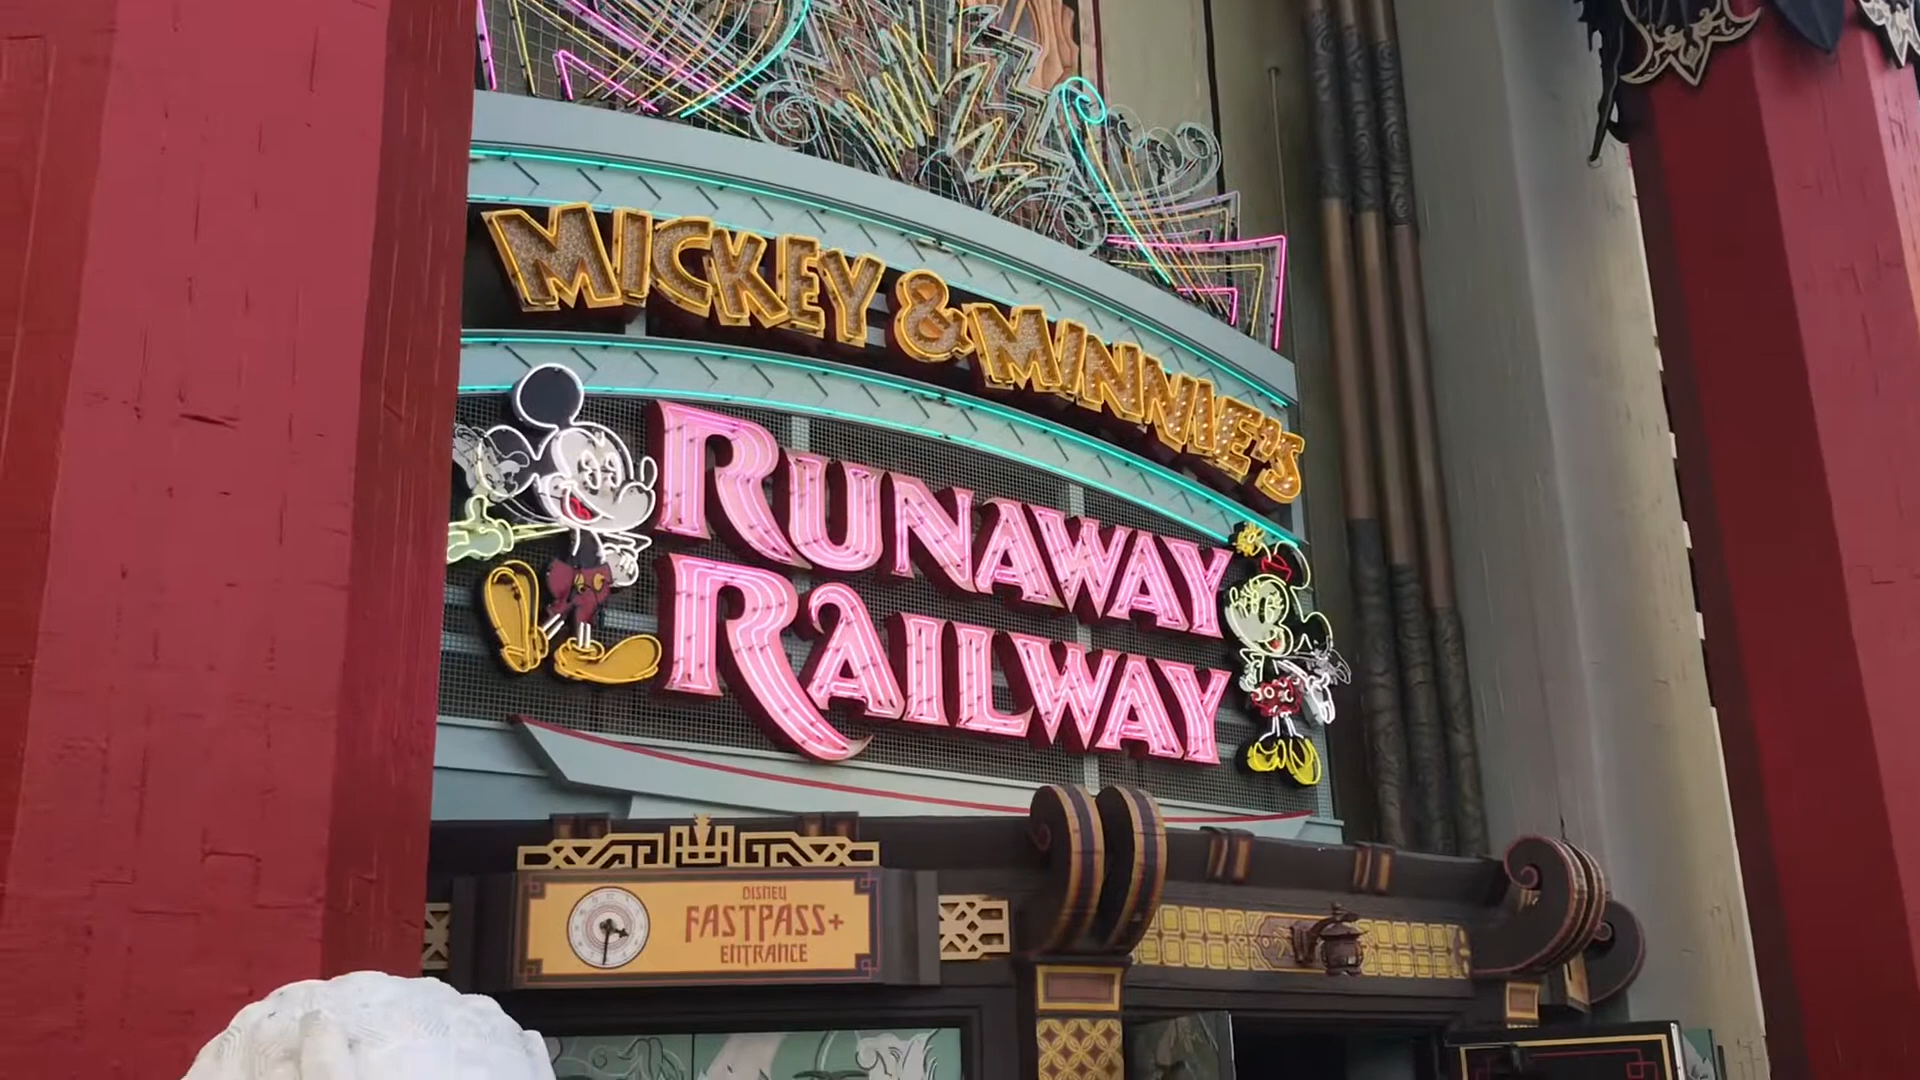 MICKEY & MINNIE'S
RUNAWAY
RAILWAY
DISNEY
FASTPASS+
ENTRANCE